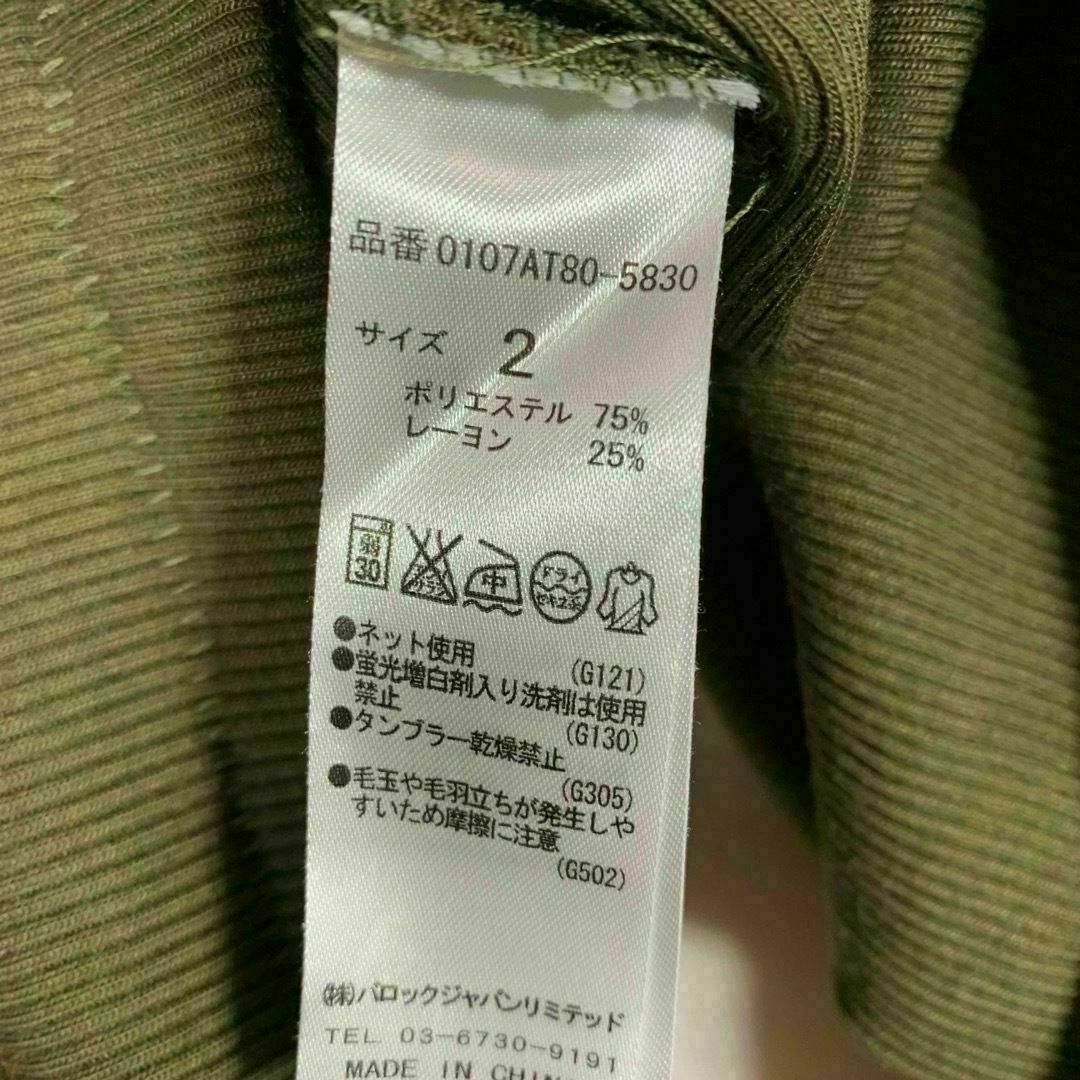 品番 0107AT80-5830
サイズ 2
ポリエステル 75%
レーヨン 25%
弱 30 中 ドライ セキユ系
●ネット使用 (G121)
●蛍光増白剤入り洗剤は使用
禁止 (G130)
●タンブラー乾燥禁止
(G305)
●毛玉や毛羽立ちが発生しや
すいため摩擦に注意
(G502)
㈱バロックジャパンリミテッド
TEL 03-6730-9191
MADE IN CHIN